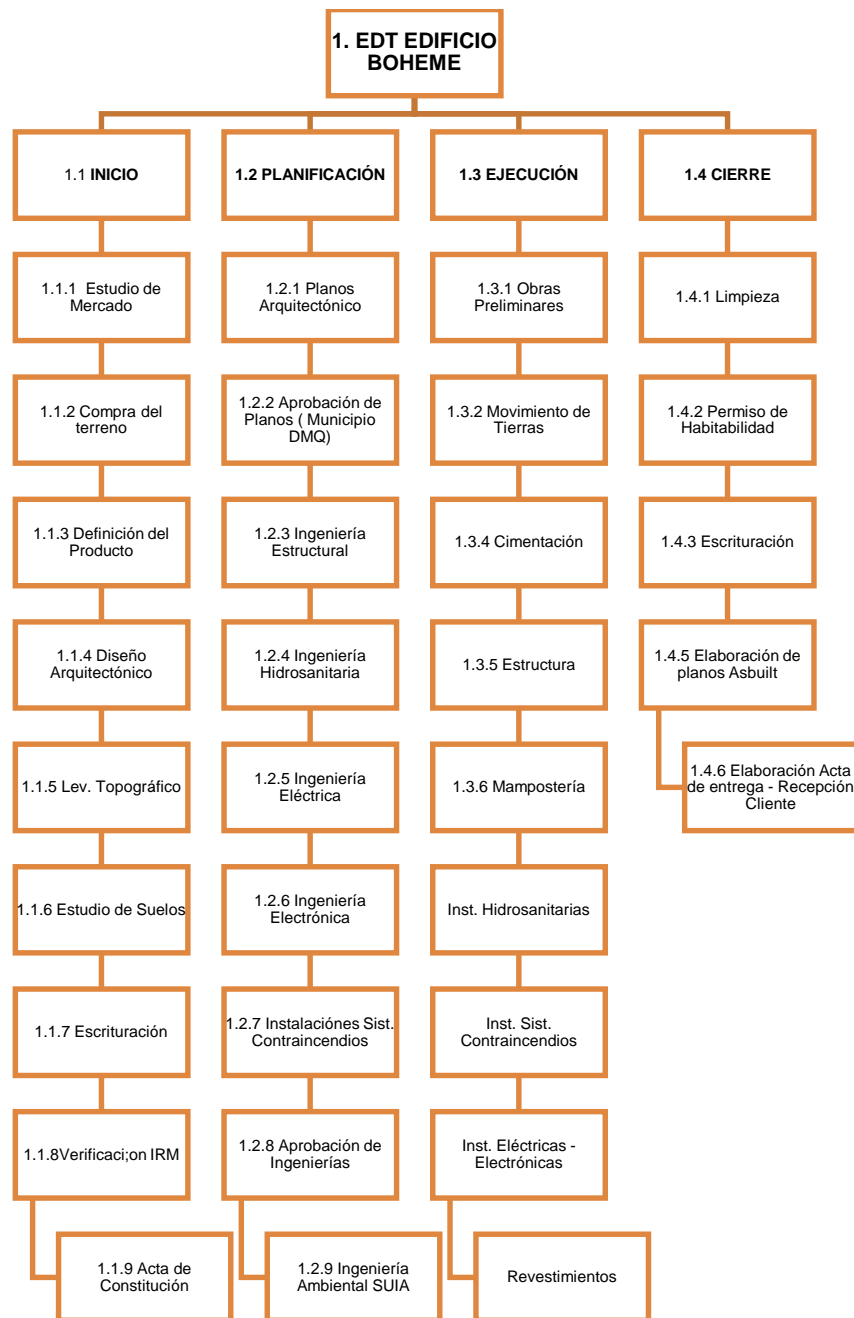 1. EDT EDIFICIO
BOHEME
1.1 INICIO
1.1.1 Estudio de
Mercado
1.1.2 Compra del
terreno
1.1.3 Definición del
Producto
1.1.4 Diseño
Arquitectónico
1.1.5 Lev. Topográfico
1.1.6 Estudio de Suelos
1.1.7 Escrituración
1.1.8Verificaci;on IRM
1.1.9 Acta de
Constitución
1.2 PLANIFICACIÓN
1.2.1 Planos
Arquitectónico
1.2.2 Aprobación de
Planos ( Municipio
DMQ)
1.2.3 Ingeniería
Estructural
1.2.4 Ingeniería
Hidrosanitaria
1.2.5 Ingeniería
Eléctrica
1.2.6 Ingeniería
Electrónica
1.2.7 Instalaciónes Sist.
Contraincendios
1.2.8 Aprobación de
Ingenierías
1.2.9 Ingeniería
Ambiental SUIA
1.3 EJECUCIÓN
1.3.1 Obras
Preliminares
1.3.2 Movimiento de
Tierras
1.3.4 Cimentación
1.3.5 Estructura
1.3.6 Mampostería
Inst. Hidrosanitarias
Inst. Sist.
Contraincendios
Inst. Eléctricas -
Electrónicas
Revestimientos
1.4 CIERRE
1.4.1 Limpieza
1.4.2 Permiso de
Habitabilidad
1.4.3 Escrituración
1.4.5 Elaboración de
planos Asbuilt
1.4.6 Elaboración Acta
de entrega - Recepción
Cliente